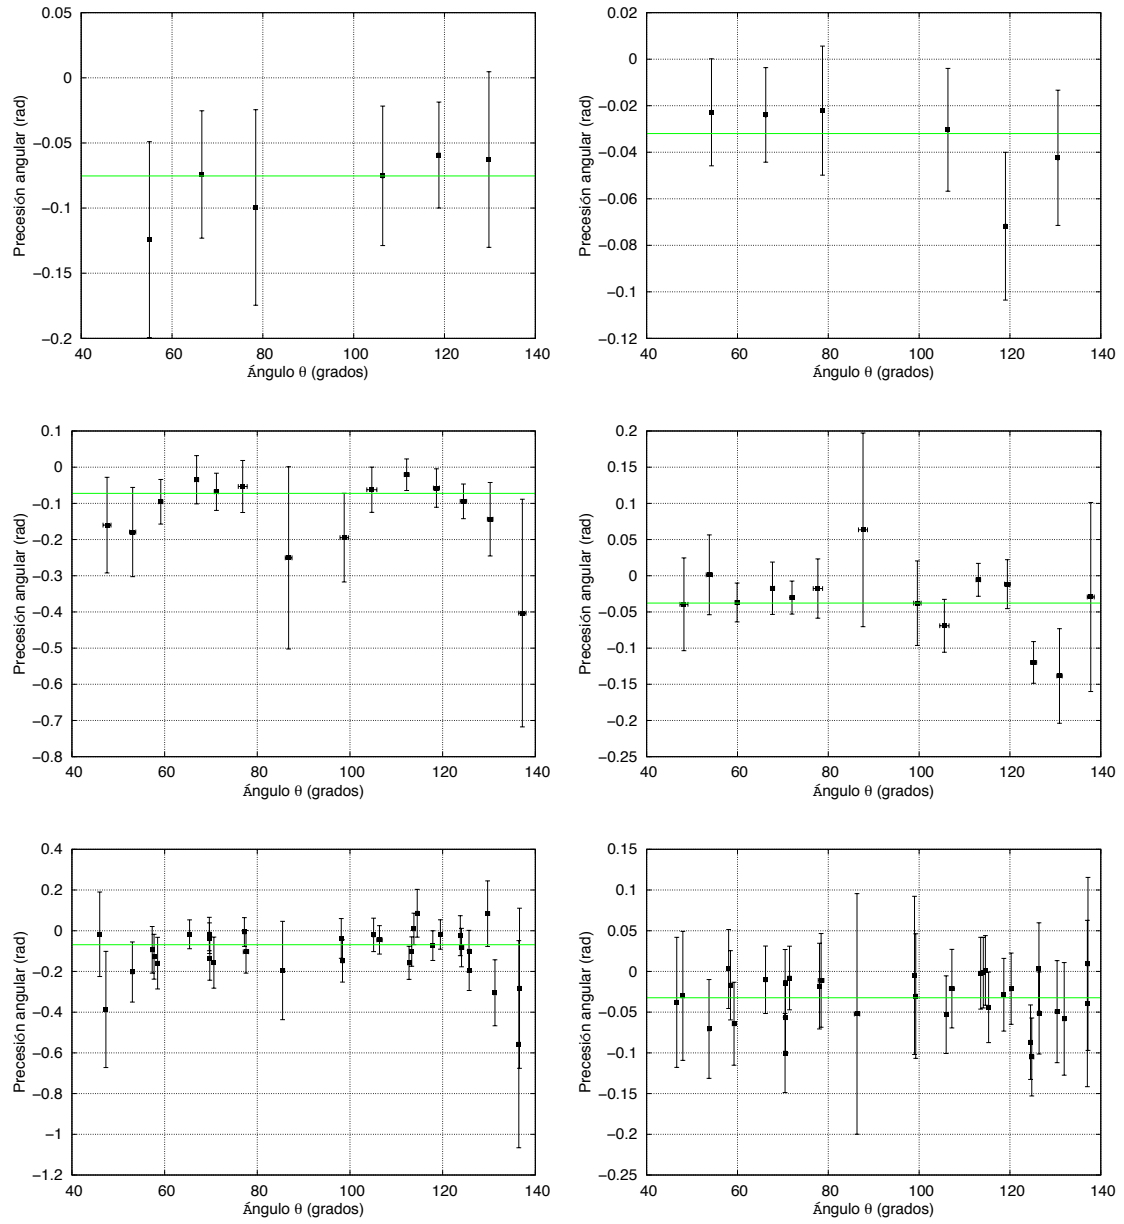 0.05
0
−0.05
−0.1
−0.15
−0.2
40 60 80 100 120 140
Precesión angular (rad)
Ángulo θ (grados)
0.02
0
−0.02
−0.04
−0.06
−0.08
−0.1
−0.12
40 60 80 100 120 140
Precesión angular (rad)
Ángulo θ (grados)
0.1
0
−0.1
−0.2
−0.3
−0.4
−0.5
−0.6
−0.7
−0.8
40 60 80 100 120 140
Precesión angular (rad)
Ángulo θ (grados)
0.2
0.15
0.1
0.05
0
−0.05
−0.1
−0.15
−0.2
−0.25
40 60 80 100 120 140
Precesión angular (rad)
Ángulo θ (grados)
0.4
0.2
0
−0.2
−0.4
−0.6
−0.8
−1
−1.2
40 60 80 100 120 140
Precesión angular (rad)
Ángulo θ (grados)
0.15
0.1
0.05
0
−0.05
−0.1
−0.15
−0.2
−0.25
40 60 80 100 120 140
Precesión angular (rad)
Ángulo θ (grados)